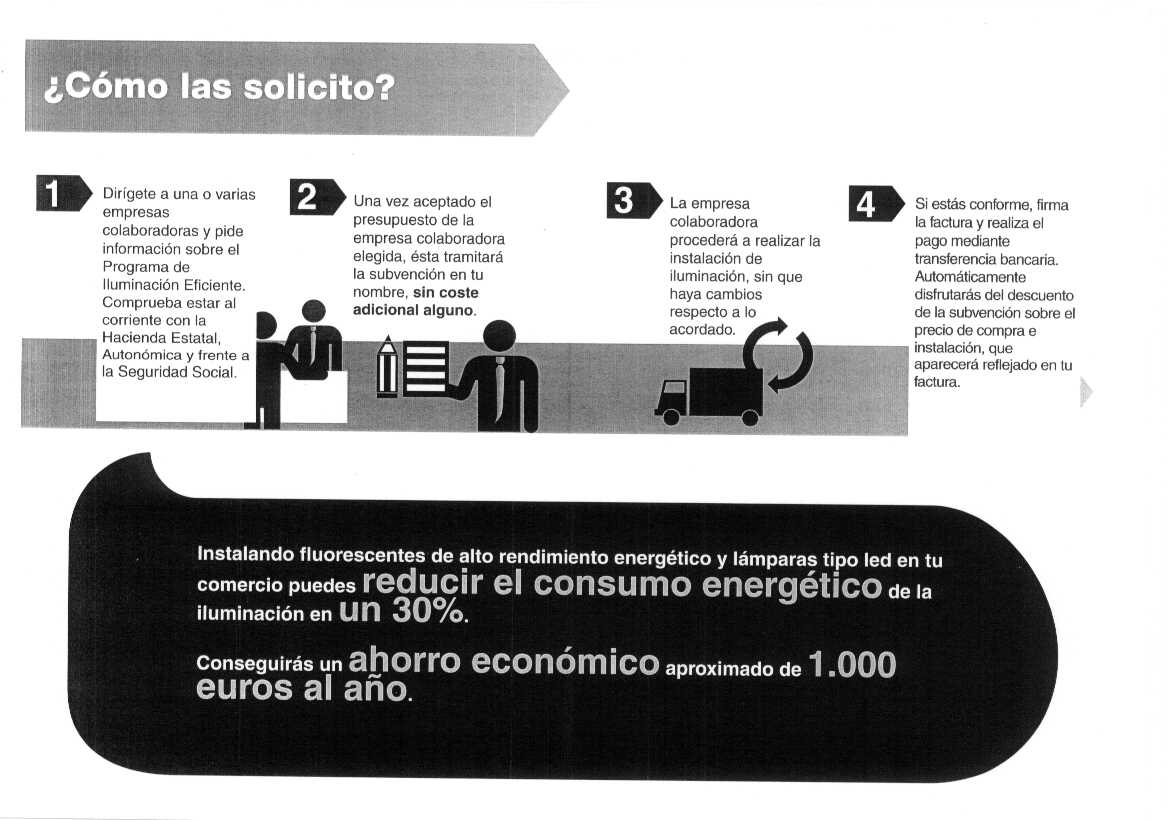 ¿Cómo las solicito?
1
Dirígete a una o varias
empresas
colaboradoras y pide
información sobre el
Programa de
Iluminación Eficiente.
Comprueba estar al
corriente con la
Hacienda Estatal,
Autonómica y frente a
la Seguridad Social.
2
Una vez aceptado el
presupuesto de la
empresa colaboradora
elegida, ésta tramitará
la subvención en tu
nombre, sin coste
adicional alguno.
3
La empresa
colaboradora
procederá a realizar la
instalación de
iluminación, sin que
haya cambios
respecto a lo
acordado.
4
Si estás conforme, firma
la factura y realiza el
pago mediante
transferencia bancaria.
Automáticamente
disfrutarás del descuento
de la subvención sobre el
precio de compra e
instalación, que
aparecerá reflejado en tu
factura.
Instalando fluorescentes de alto rendimiento energético y lámparas tipo led en tu
comercio puedes reducir el consumo energético de la
iluminación en un 30%.
Conseguirás un ahorro económico aproximado de 1.000
euros al año.